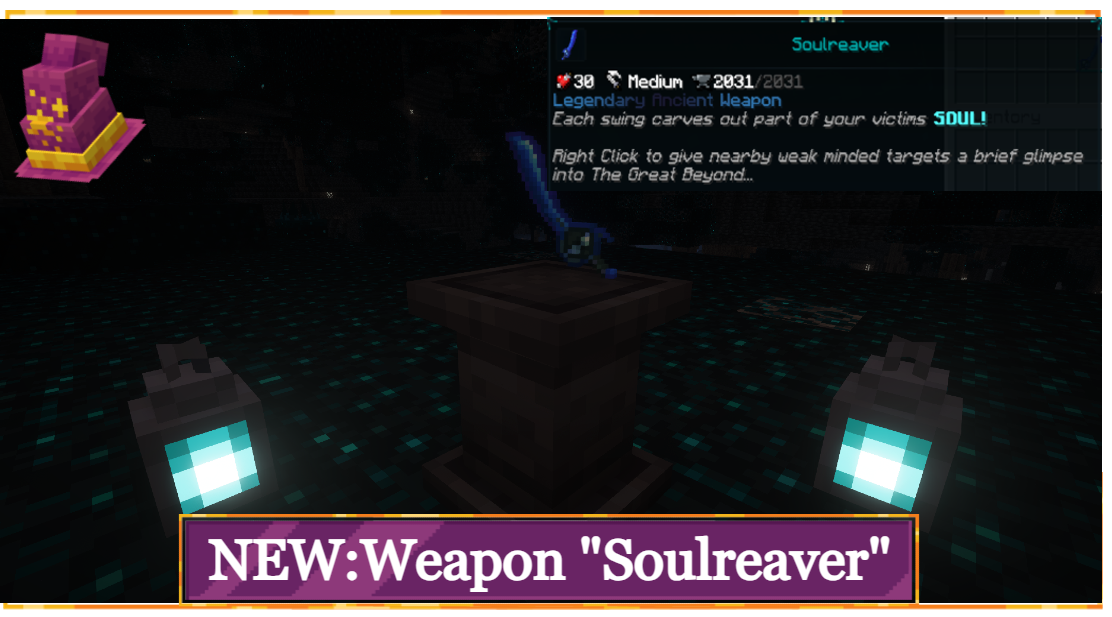 Soulreaver
30 Medium 2031/2031
Legendary Ancient Weapon
Each swing carves out part of your victims SOUL!
Right Click to give nearby weak minded targets a brief glimpse
into The Great Beyond...
NEW:Weapon "Soulreaver"